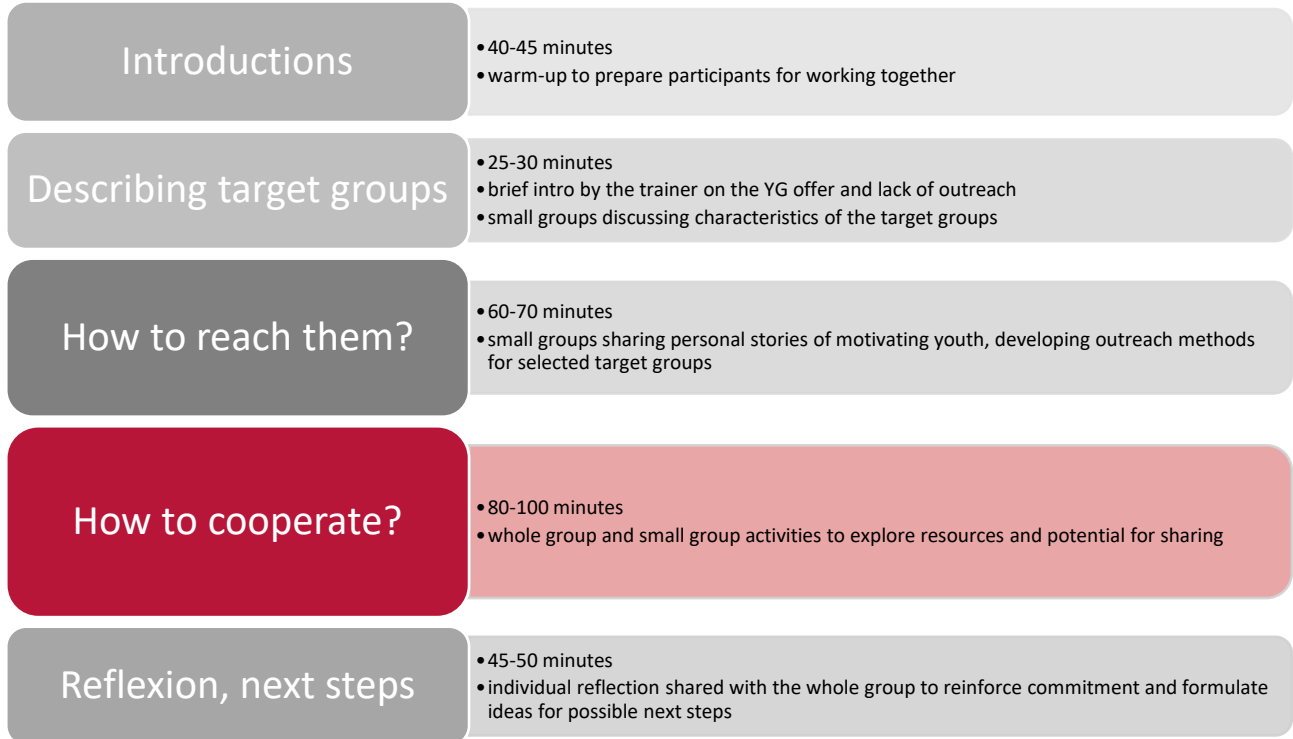 Introductions
•40-45 minutes
•warm-up to prepare participants for working together
Describing target groups
•25-30 minutes
•brief intro by the trainer on the YG offer and lack of outreach
•small groups discussing characteristics of the target groups
How to reach them?
•60-70 minutes
•small groups sharing personal stories of motivating youth, developing outreach methods
for selected target groups
How to cooperate?
•80-100 minutes
•whole group and small group activities to explore resources and potential for sharing
Reflexion, next steps
•45-50 minutes
•individual reflection shared with the whole group to reinforce commitment and formulate
ideas for possible next steps